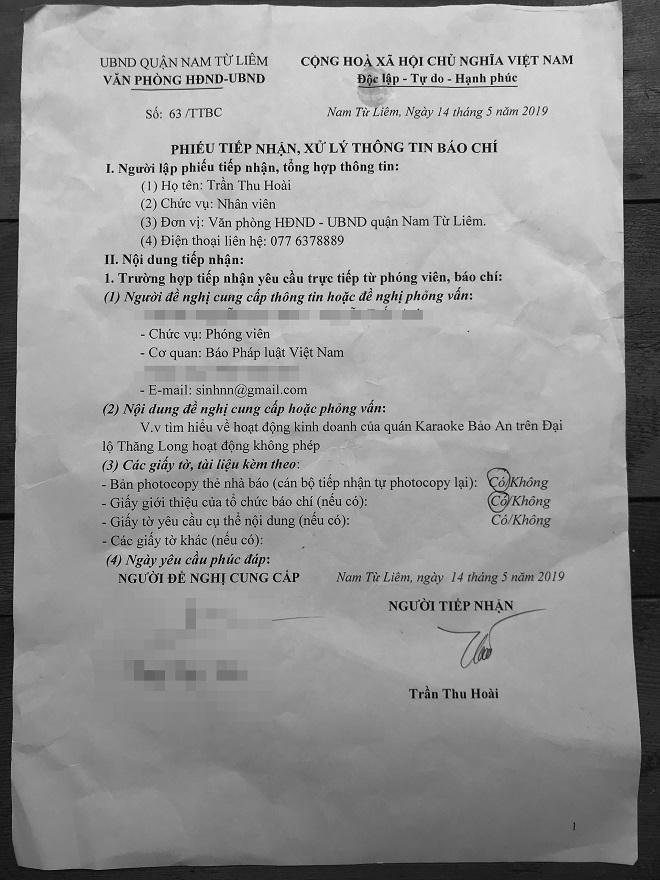 UBND QUẬN NAM TỪ LIÊM
VĂN PHÒNG HĐND-UBND
CỘNG HOÀ XÃ HỘI CHỦ NGHĨA VIỆT NAM
Độc lập - Tự do - Hạnh phúc
Số: 63 /TTBC
Nam Từ Liêm, Ngày 14 tháng 5 năm 2019
PHIẾU TIẾP NHẬN, XỬ LÝ THÔNG TIN BÁO CHÍ
I. Người lập phiếu tiếp nhận, tổng hợp thông tin:
(1) Họ tên: Trần Thu Hoài
(2) Chức vụ: Nhân viên
(3) Đơn vị: Văn phòng HĐND - UBND quận Nam Từ Liêm.
(4) Điện thoại liên hệ: 077 6378889
II. Nội dung tiếp nhận:
1. Trường hợp tiếp nhận yêu cầu trực tiếp từ phóng viên, báo chí:
(1) Người đề nghị cung cấp thông tin hoặc đề nghị phỏng vấn:
- Chức vụ: Phóng viên
- Cơ quan: Báo Pháp luật Việt Nam
- E-mail: sinhnn@gmail.com
(2) Nội dung đề nghị cung cấp hoặc phỏng vấn:
V.v tìm hiểu về hoạt động kinh doanh của quán Karaoke Bảo An trên Đại
lộ Thăng Long hoạt động không phép
(3) Các giấy tờ, tài liệu kèm theo:
- Bản photocopy thẻ nhà báo (cán bộ tiếp nhận tự photocopy lại): Có/Không
- Giấy giới thiệu của tổ chức báo chí (nếu có): Có/Không
- Giấy tờ yêu cầu cụ thể nội dung (nếu có): Có/Không
- Các giấy tờ khác (nếu có):
(4) Ngày yêu cầu phúc đáp:
NGƯỜI ĐỀ NGHỊ CUNG CẤP
Nam Từ Liêm, ngày 14 tháng 5 năm 2019
NGƯỜI TIẾP NHẬN
Trần Thu Hoài
1